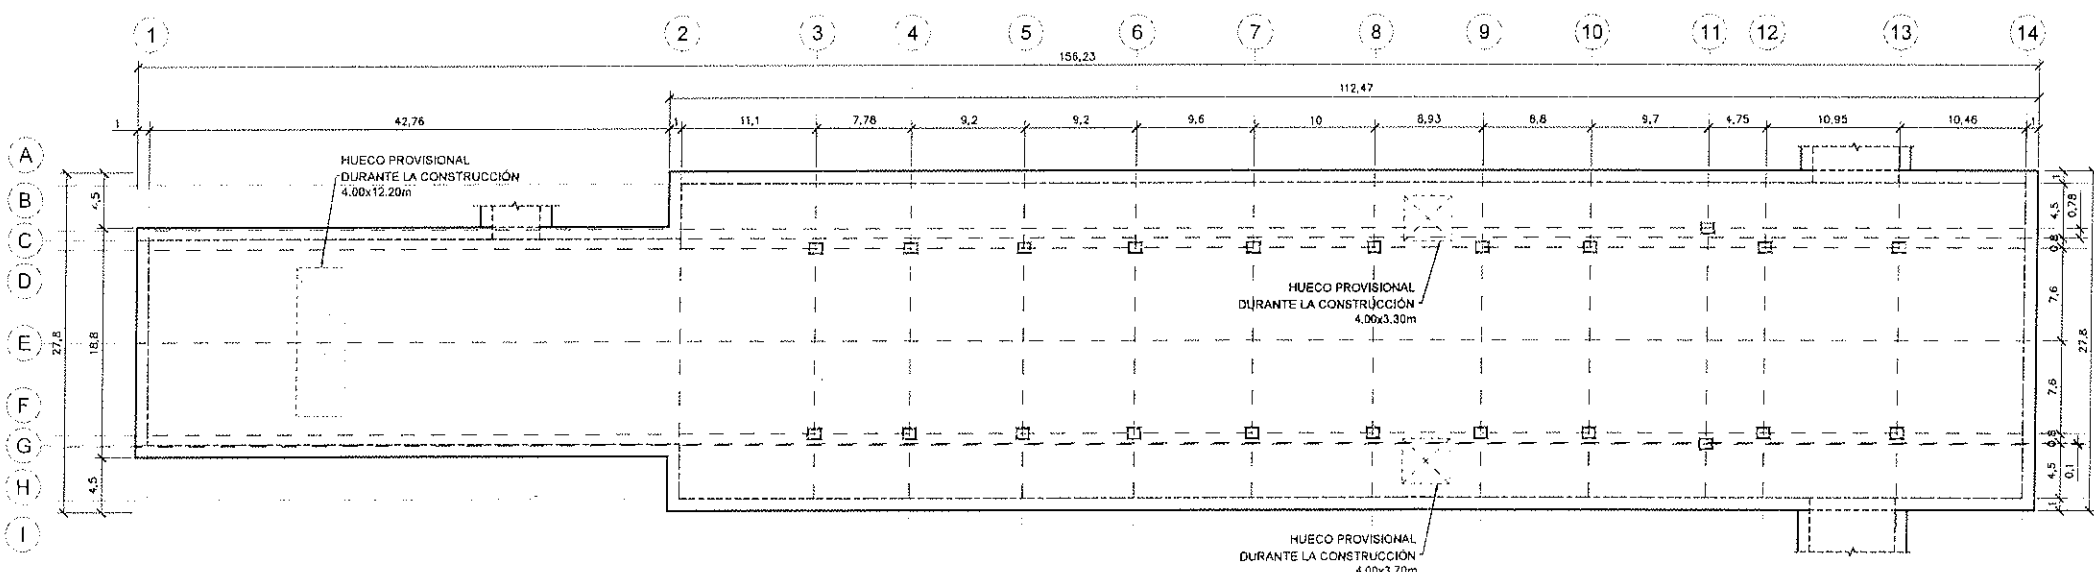 1 2 3 4 5 6 7 8 9 10 11 12 13 14
156,23
112,47
1 42,76 1 11,1 7,78 9,2 9,2 9,6 10 8,93 8,8 9,7 4,75 10,95 10,46 1
A
B
C
D
E
F
G
H
I
27,8
4,5
18,8
4,5
HUECO PROVISIONAL
DURANTE LA CONSTRUCCIÓN
4.00x12.20m
HUECO PROVISIONAL
DURANTE LA CONSTRUCCIÓN
4.00x3.30m
HUECO PROVISIONAL
DURANTE LA CONSTRUCCIÓN
4.00x3.70m
1
4,5
0,78
0,8
7,6
7,6
0,8
4,5
0,1
1
27,8